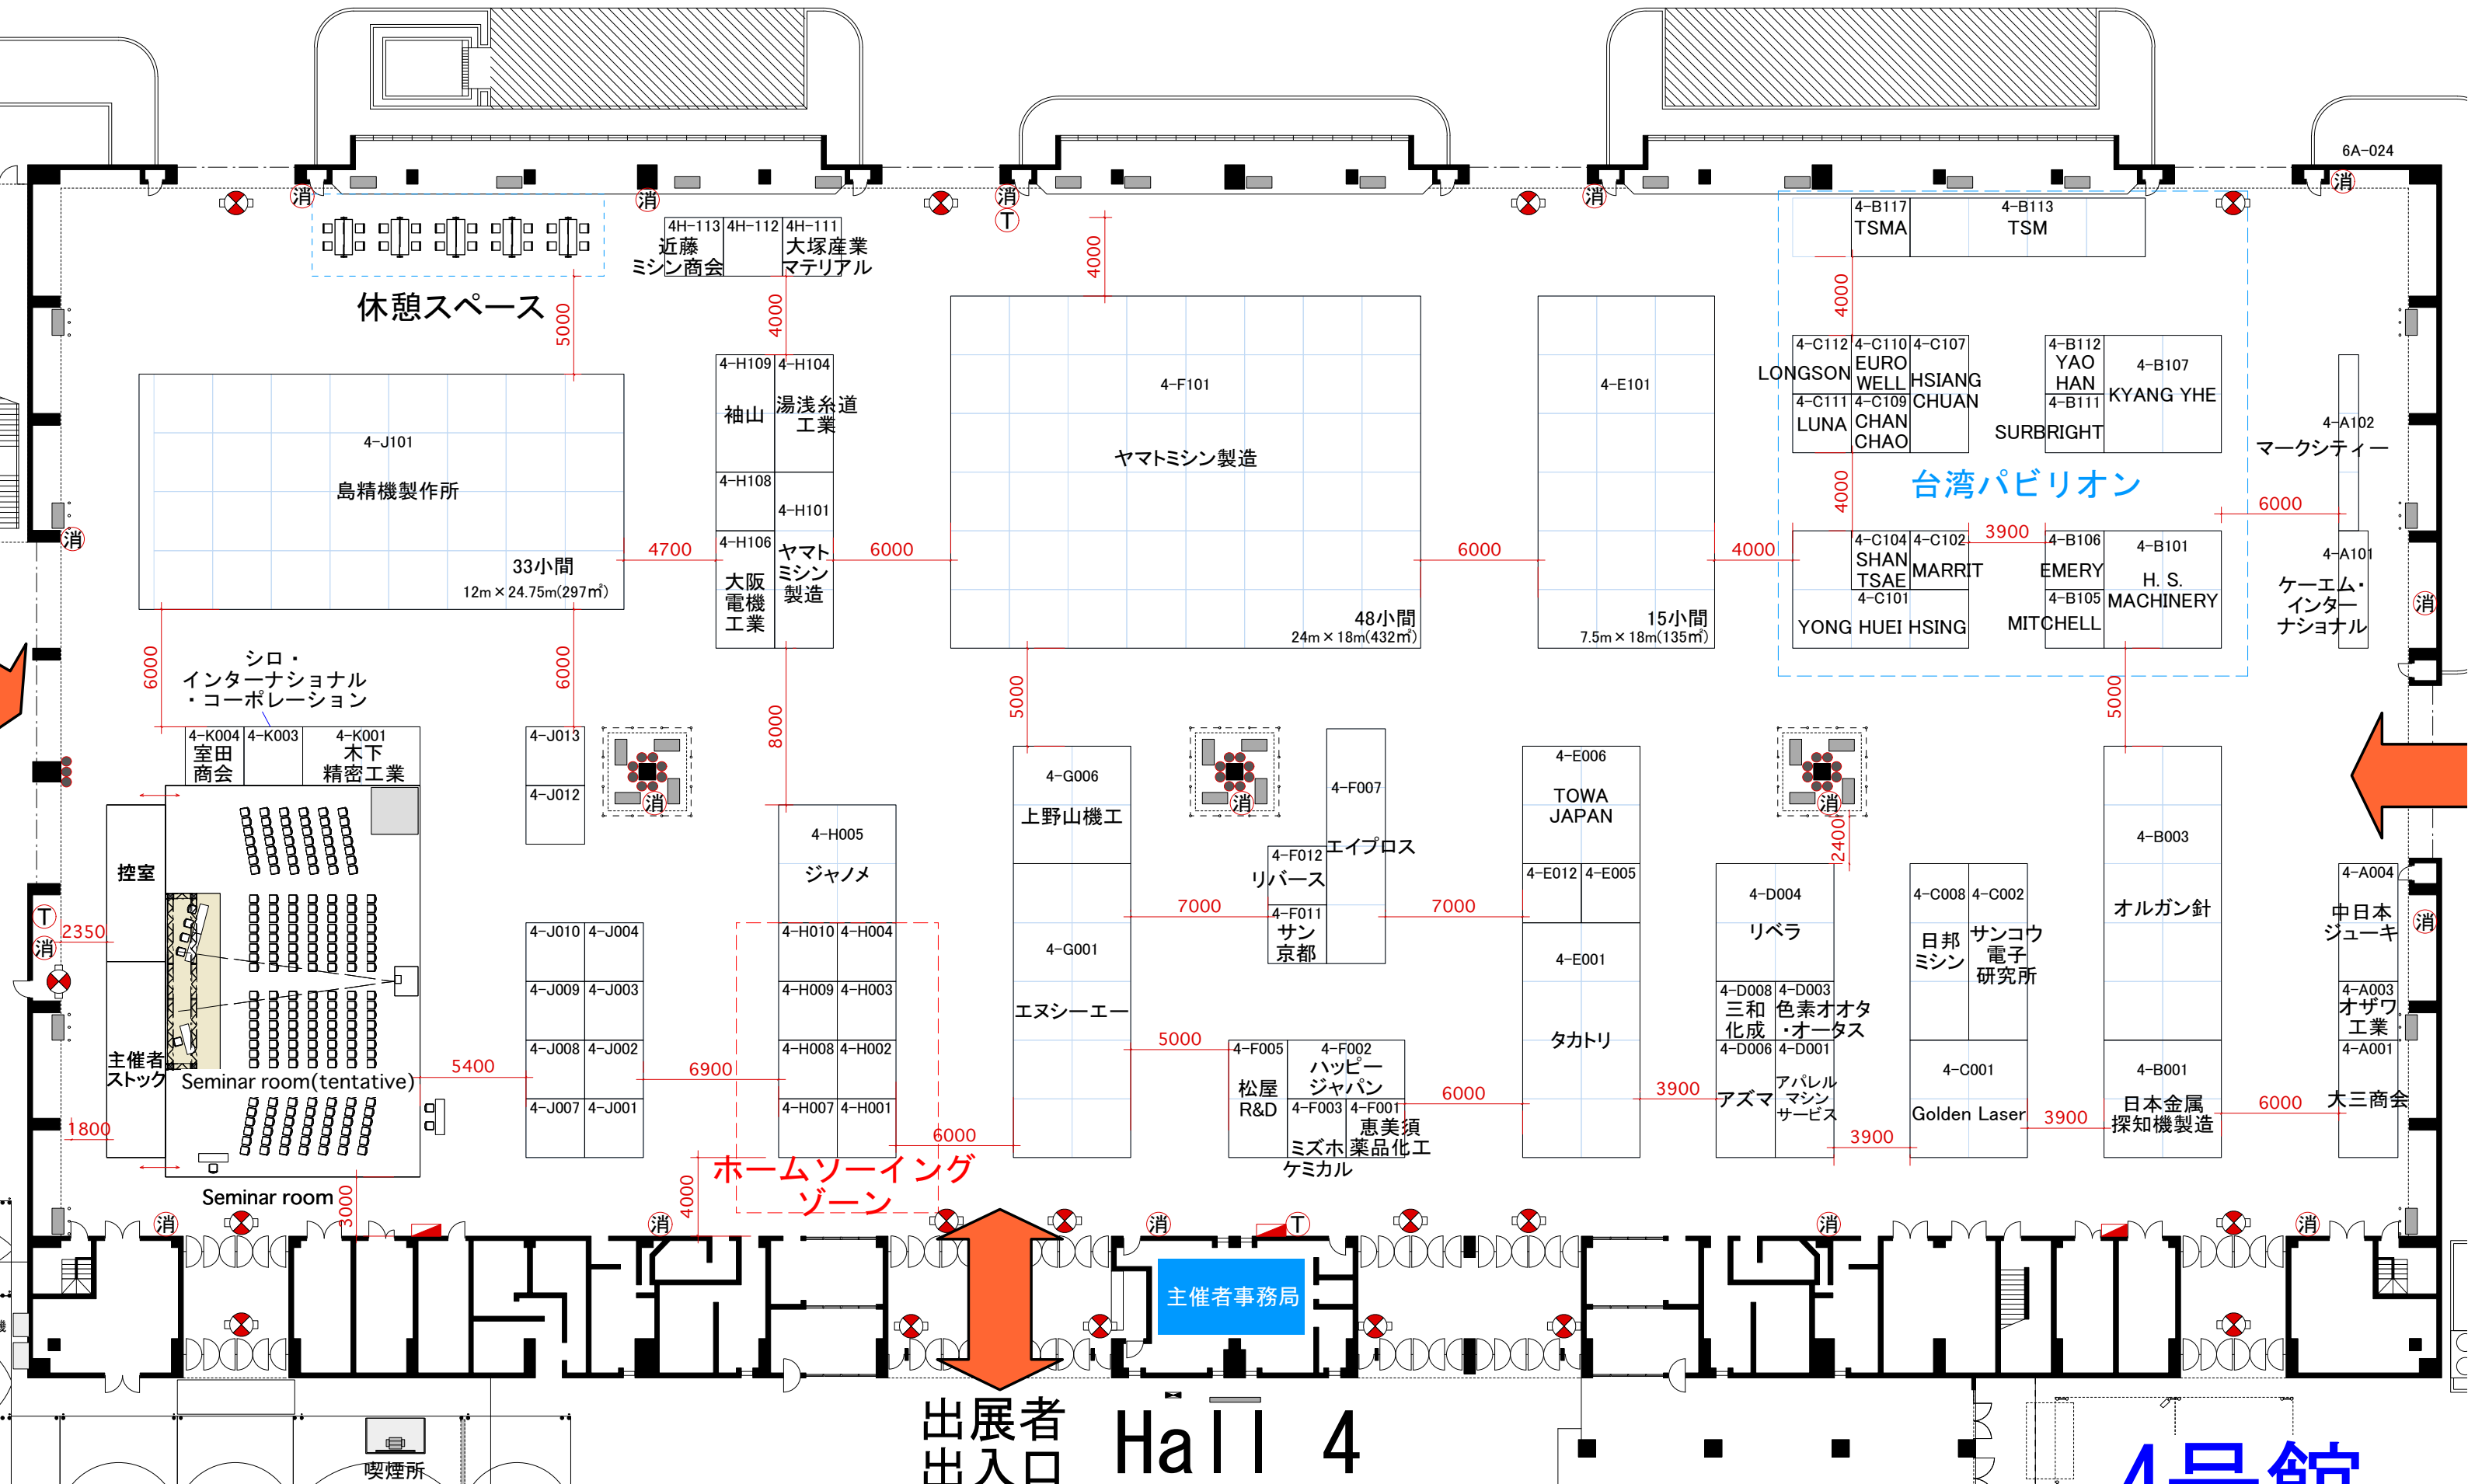 6A-024
消
消
消
T
消
消
4H-113
近藤
ミシン商会
4H-112
4H-111
大塚産業
マテリアル
4-B117
TSMA
4-B113
TSM
休憩スペース
5000
4000
4000
4000
4-J101
島精機製作所
33小間
12m×24.75m(297㎡)
4-H109
袖山
4-H104
湯浅糸道
工業
4-H108
4-H101
ヤマト
ミシン
製造
4-H106
大阪
電機
工業
4-F101
ヤマトミシン製造
48小間
24m×18m(432㎡)
4-E101
15小間
7.5m×18m(135㎡)
4-C112
LONGSON
4-C110
EURO
WELL
4-C107
HSIANG
CHUAN
4-C111
LUNA
4-C109
CHAN
CHAO
4-B112
YAO
HAN
4-B111
SURBRIGHT
4-B107
KYANG YHE
4-A102
マークシティー
台湾パビリオン
4000
6000
3900
4700
6000
6000
4000
4-C104
SHAN
TSAE
4-C102
MARRIT
4-C101
YONG HUEI HSING
4-B106
EMERY
4-B105
MITCHELL
4-B101
H. S.
MACHINERY
4-A101
ケーエム・
インター
ナショナル
消
消
6000
6000
8000
5000
5000
シロ・
インターナショナル
・コーポレーション
4-K004
室田
商会
4-K003
4-K001
木下
精密工業
4-J013
4-J012
消
消
消
2400
4-H005
ジャノメ
4-G006
上野山機工
4-F007
エイプロス
4-F012
リバース
4-F011
サン
京都
4-E006
TOWA
JAPAN
4-E012
4-E005
4-B003
オルガン針
控室
T
消
2350
7000
7000
4-D004
リベラ
4-C008
日邦
ミシン
4-C002
サンコウ
電子
研究所
4-A004
中日本
ジューキ
消
4-J010
4-J004
4-J009
4-J003
4-J008
4-J002
4-J007
4-J001
4-H010
4-H004
4-H009
4-H003
4-H008
4-H002
4-H007
4-H001
4-G001
エヌシーエー
4-E001
タカトリ
4-D008
三和
化成
4-D003
色素オオタ
・オータス
4-A003
オザワ
工業
主催者
ストック
Seminar room(tentative)
5400
6900
5000
4-F005
松屋
R&D
4-F002
ハッピー
ジャパン
4-F003
ミズホ
ケミカル
4-F001
恵美須
薬品化工
6000
3900
4-D006
アズマ
4-D001
アパレル
マシン
サービス
4-C001
Golden Laser
4-B001
日本金属
探知機製造
4-A001
大三商会
3900
3900
6000
1800
6000
Seminar room
3000
4000
ホームソーイング
ゾーン
消
消
消
T
消
消
主催者事務局
出展者
出入口
Hall 4
4号館
喫煙所